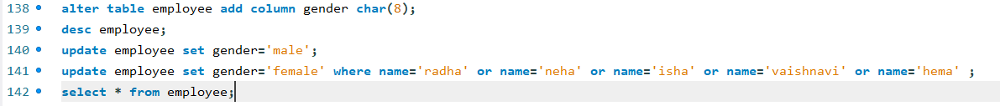 138 alter table employee add column gender char(8);
139 desc employee;
140 update employee set gender='male';
141 update employee set gender='female' where name='radha' or name='neha' or name='isha' or name='vaishnavi' or name='hema' ;
142 select * from employee;